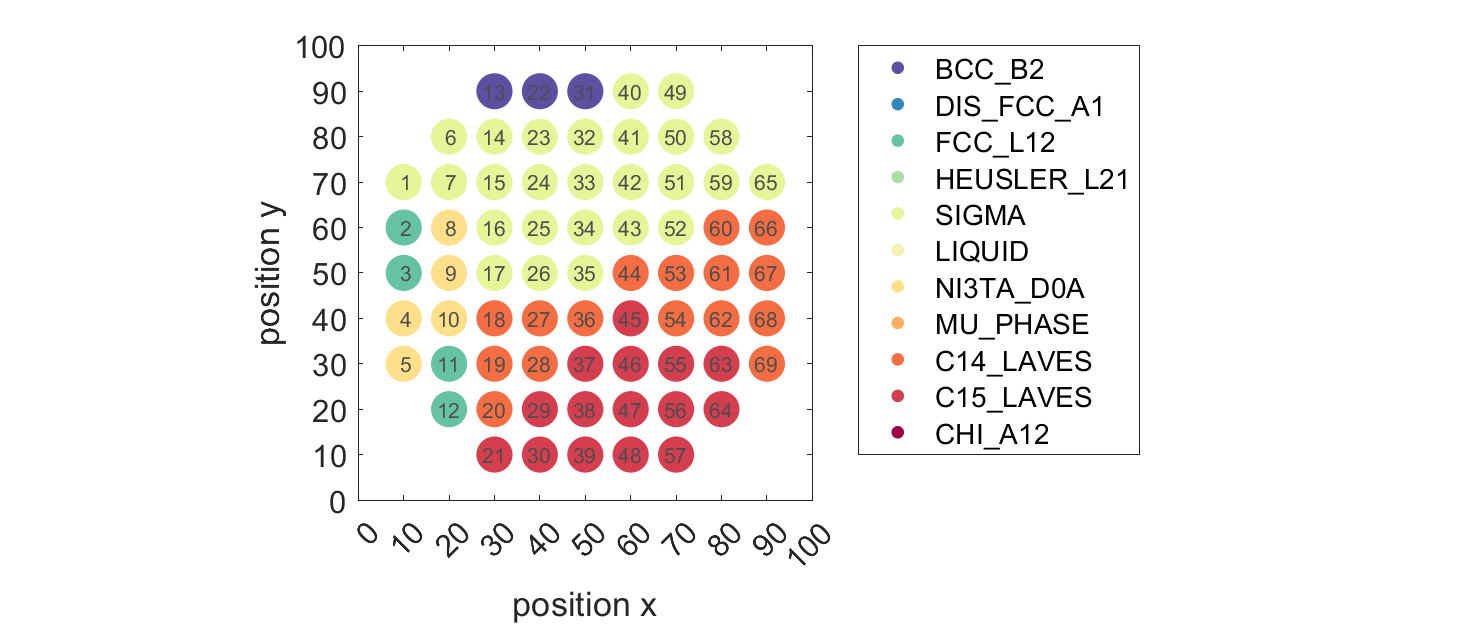 100
90 13 22 31 40 49
80 6 14 23 32 41 50 58
70 1 7 15 24 33 42 51 59 65
60 2 8 16 25 34 43 52 60 66
50 3 9 17 26 35 44 53 61 67
40 4 10 18 27 36 45 54 62 68
30 5 11 19 28 37 46 55 63 69
20 12 20 29 38 47 56 64
10 21 30 39 48 57
0
0 10 20 30 40 50 60 70 80 90 100
position x
position y
BCC_B2
DIS_FCC_A1
FCC_L12
HEUSLER_L21
SIGMA
LIQUID
NI3TA_D0A
MU_PHASE
C14_LAVES
C15_LAVES
CHI_A12